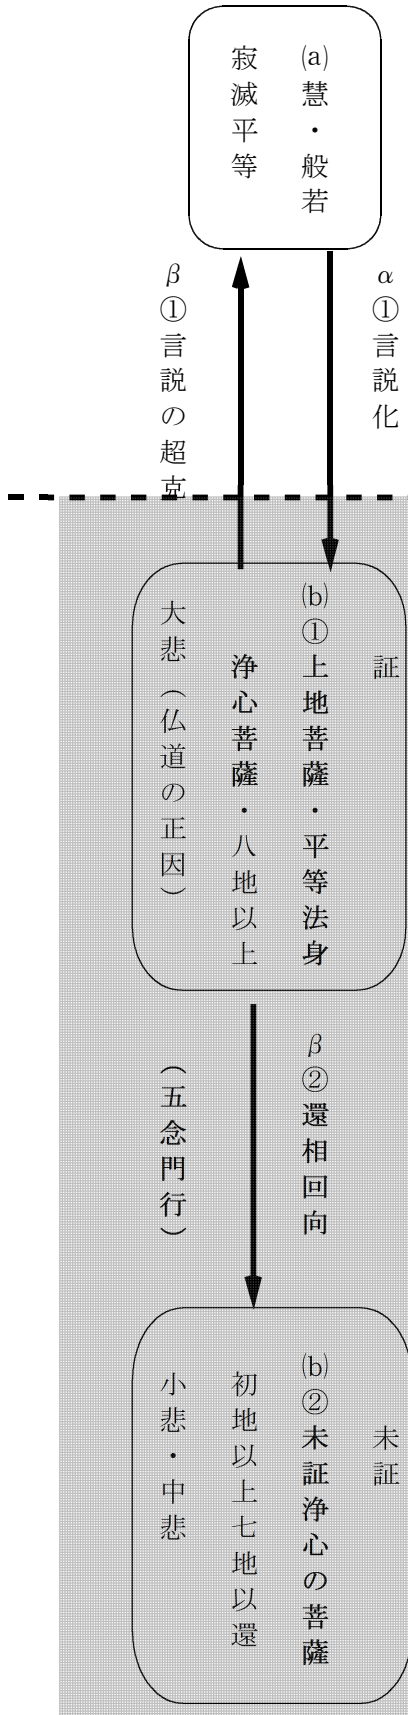 (a)慧・般若
寂滅平等
α①言説化
β①言説の超克
証
(b)①上地菩薩・平等法身
浄心菩薩・八地以上
大悲（仏道の正因）
β②還相回向
（五念門行）
未証
(b)②未証浄心の菩薩
初地以上七地以還
小悲・中悲